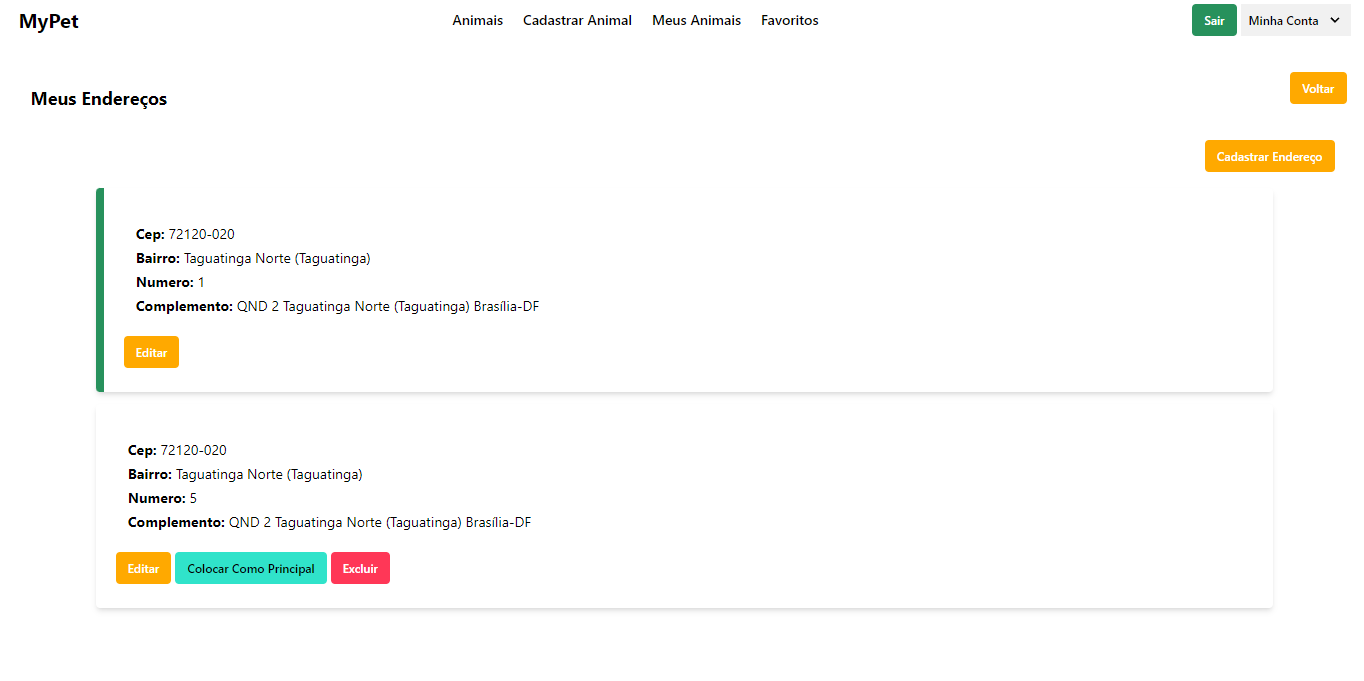 MyPet
Animais Cadastrar Animal Meus Animais Favoritos
Sair Minha Conta
Meus Endereços
Voltar
Cadastrar Endereço
Cep: 72120-020
Bairro: Taguatinga Norte (Taguatinga)
Numero: 1
Complemento: QND 2 Taguatinga Norte (Taguatinga) Brasília-DF
Editar
Cep: 72120-020
Bairro: Taguatinga Norte (Taguatinga)
Numero: 5
Complemento: QND 2 Taguatinga Norte (Taguatinga) Brasília-DF
Editar Colocar Como Principal Excluir